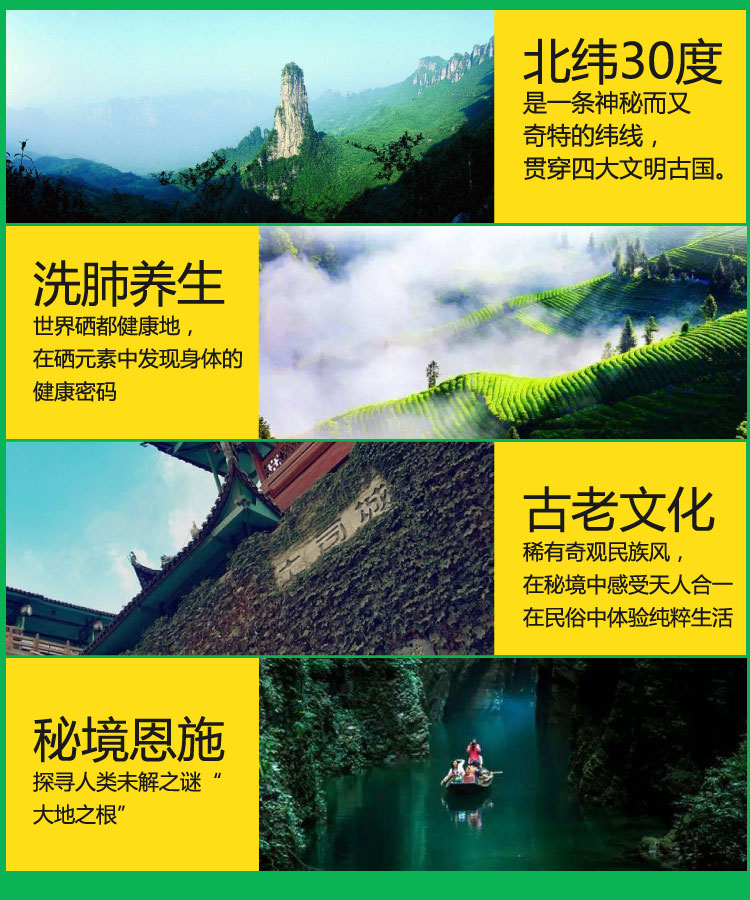 北纬30度
是一条神秘而又
奇特的纬线，
贯穿四大文明古国。
洗肺养生
世界硒都健康地，
在硒元素中发现身体的
健康密码
土司城
古老文化
稀有奇观民族风，
在秘境中感受天人合一
在民俗中体验纯粹生活
秘境恩施
探寻人类未解之谜“
大地之根”